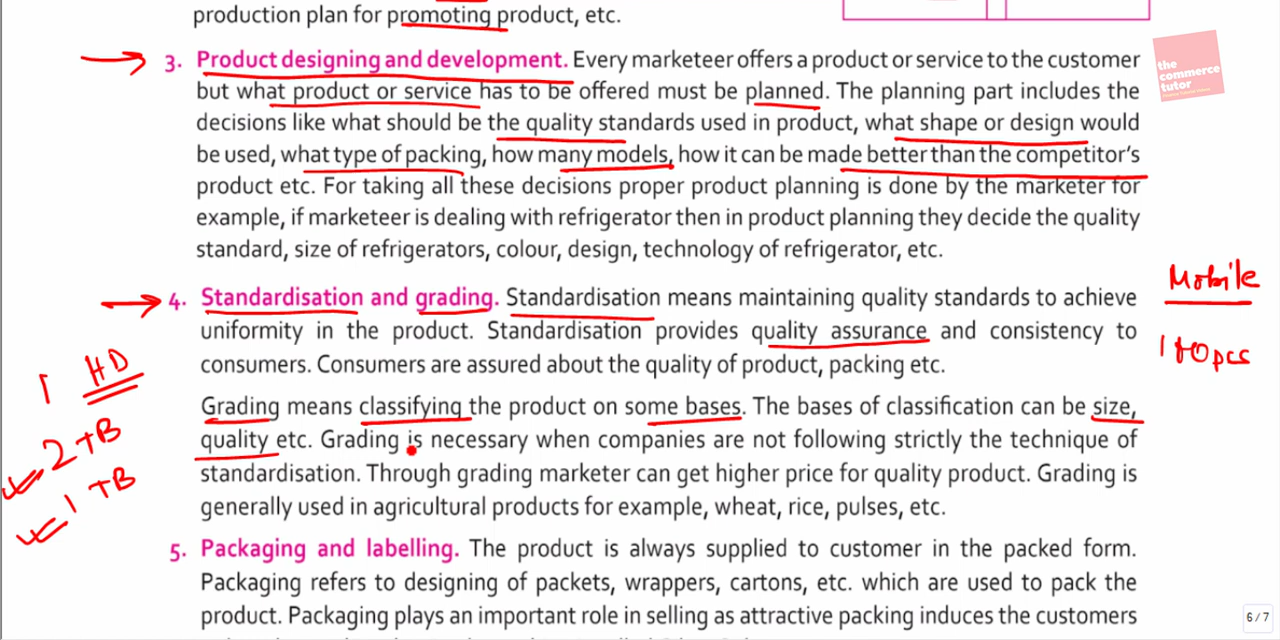 production plan for promoting product, etc.
3. Product designing and development. Every marketeer offers a product or service to the customer
but what product or service has to be offered must be planned. The planning part includes the
decisions like what should be the quality standards used in product, what shape or design would
be used, what type of packing, how many models, how it can be made better than the competitor's
product etc. For taking all these decisions proper product planning is done by the marketer for
example, if marketeer is dealing with refrigerator then in product planning they decide the quality
standard, size of refrigerators, colour, design, technology of refrigerator, etc.
the
commerce
tutor
4. Standardisation and grading. Standardisation means maintaining quality standards to achieve
uniformity in the product. Standardisation provides quality assurance and consistency to
consumers. Consumers are assured about the quality of product, packing etc.
Mobile
100pcs
1 HD
2 TB
1 TB
Grading means classifying the product on some bases. The bases of classification can be size,
quality etc. Grading is necessary when companies are not following strictly the technique of
standardisation. Through grading marketer can get higher price for quality product. Grading is
generally used in agricultural products for example, wheat, rice, pulses, etc.
5. Packaging and labelling. The product is always supplied to customer in the packed form.
Packaging refers to designing of packets, wrappers, cartons, etc. which are used to pack the
product. Packaging plays an important role in selling as attractive packing induces the customers
6 / 7